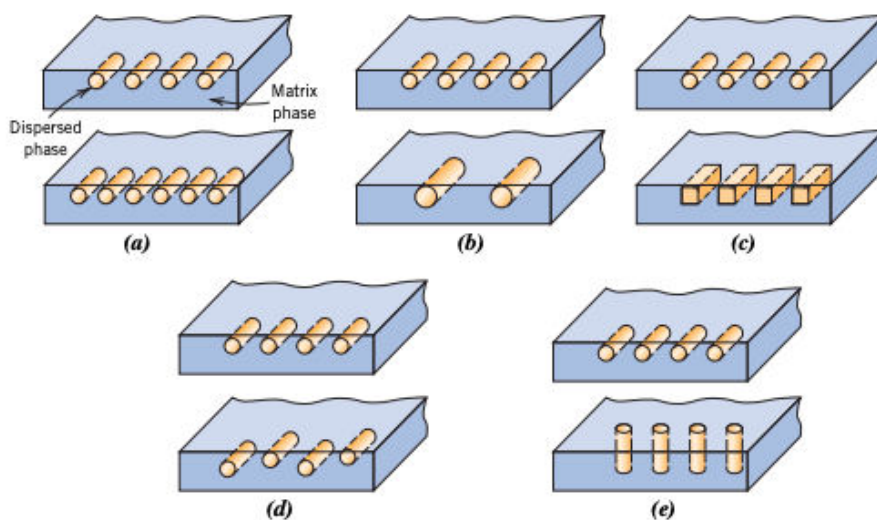 Matrix
phase
Dispersed
phase
(a)
(b)
(c)
(d)
(e)